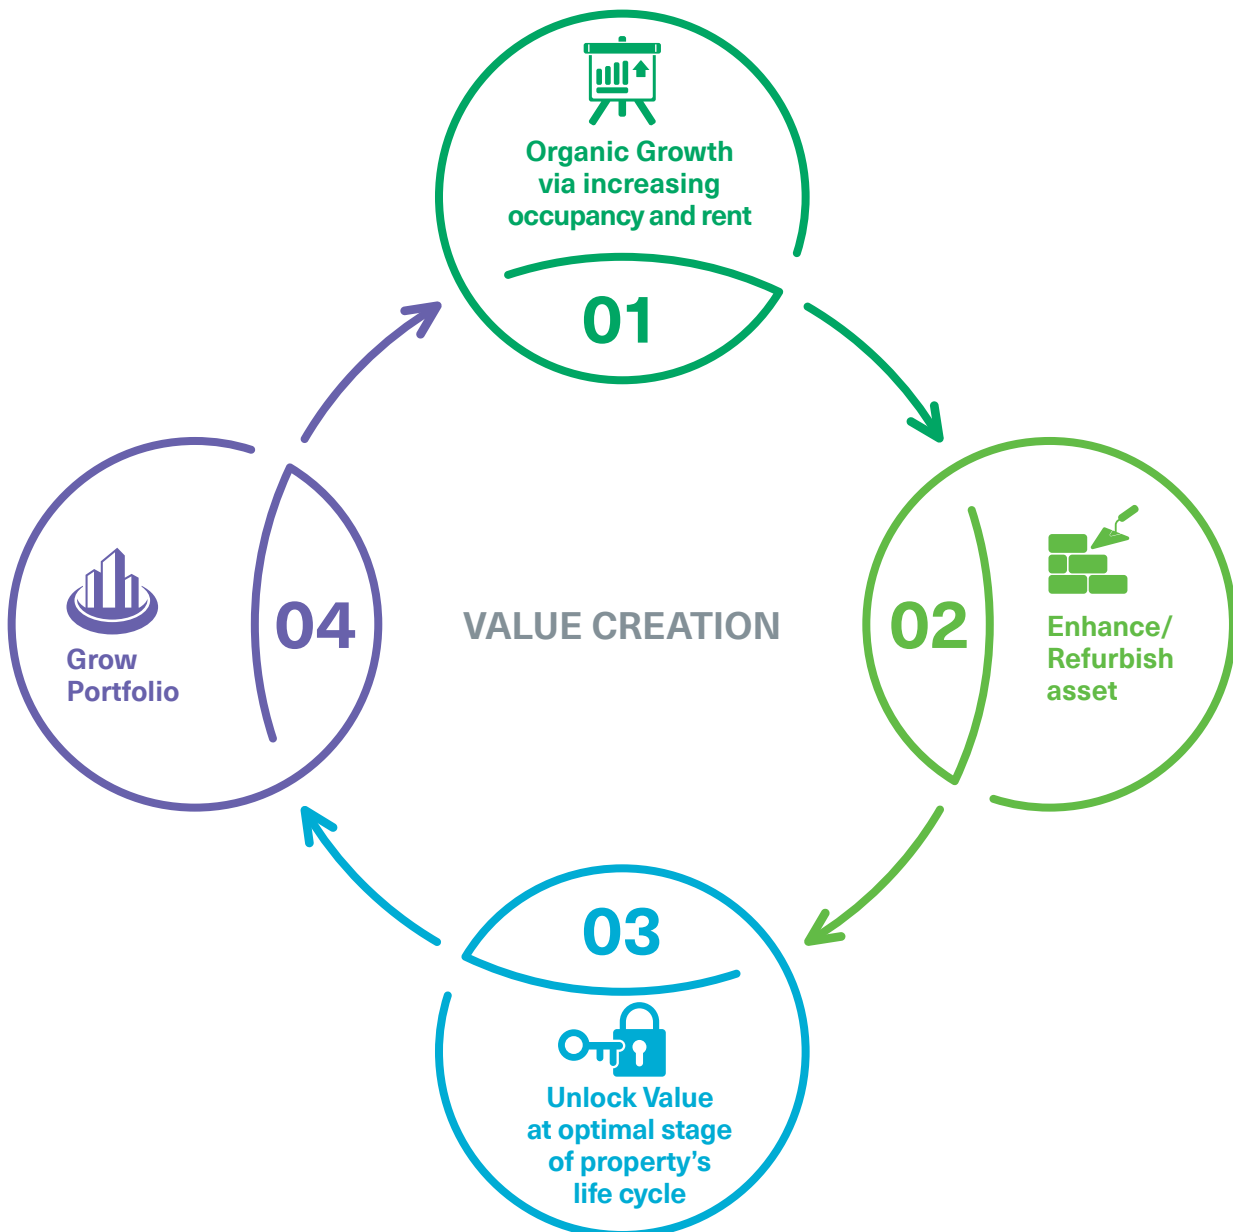 Organic Growth
via increasing
occupancy and rent
01
04
Grow
Portfolio
VALUE CREATION
02
Enhance/
Refurbish
asset
03
Unlock Value
at optimal stage
of property’s
life cycle